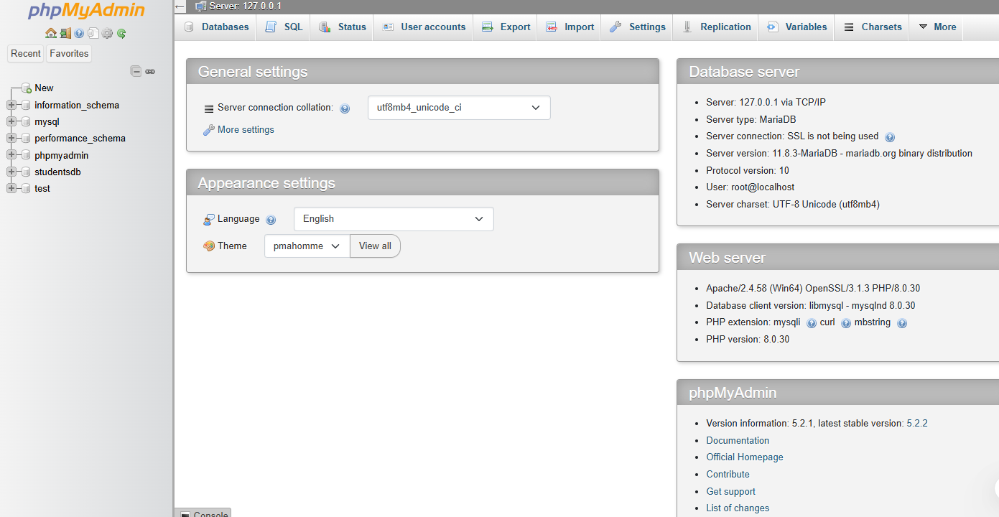 phpMyAdmin
Recent Favorites
New
information_schema
mysql
performance_schema
phpmyadmin
studentsdb
test
Server: 127.0.0.1
Databases SQL Status User accounts Export Import Settings Replication Variables Charsets More
General settings
Server connection collation: utf8mb4_unicode_ci
More settings
Appearance settings
Language English
Theme pmahomme View all
Database server
Server: 127.0.0.1 via TCP/IP
Server type: MariaDB
Server connection: SSL is not being used
Server version: 11.8.3-MariaDB - mariadb.org binary distribution
Protocol version: 10
User: root@localhost
Server charset: UTF-8 Unicode (utf8mb4)
Web server
Apache/2.4.58 (Win64) OpenSSL/3.1.3 PHP/8.0.30
Database client version: libmysql - mysqlnd 8.0.30
PHP extension: mysqli curl mbstring
PHP version: 8.0.30
phpMyAdmin
Version information: 5.2.1, latest stable version: 5.2.2
Documentation
Official Homepage
Contribute
Get support
List of changes
Console